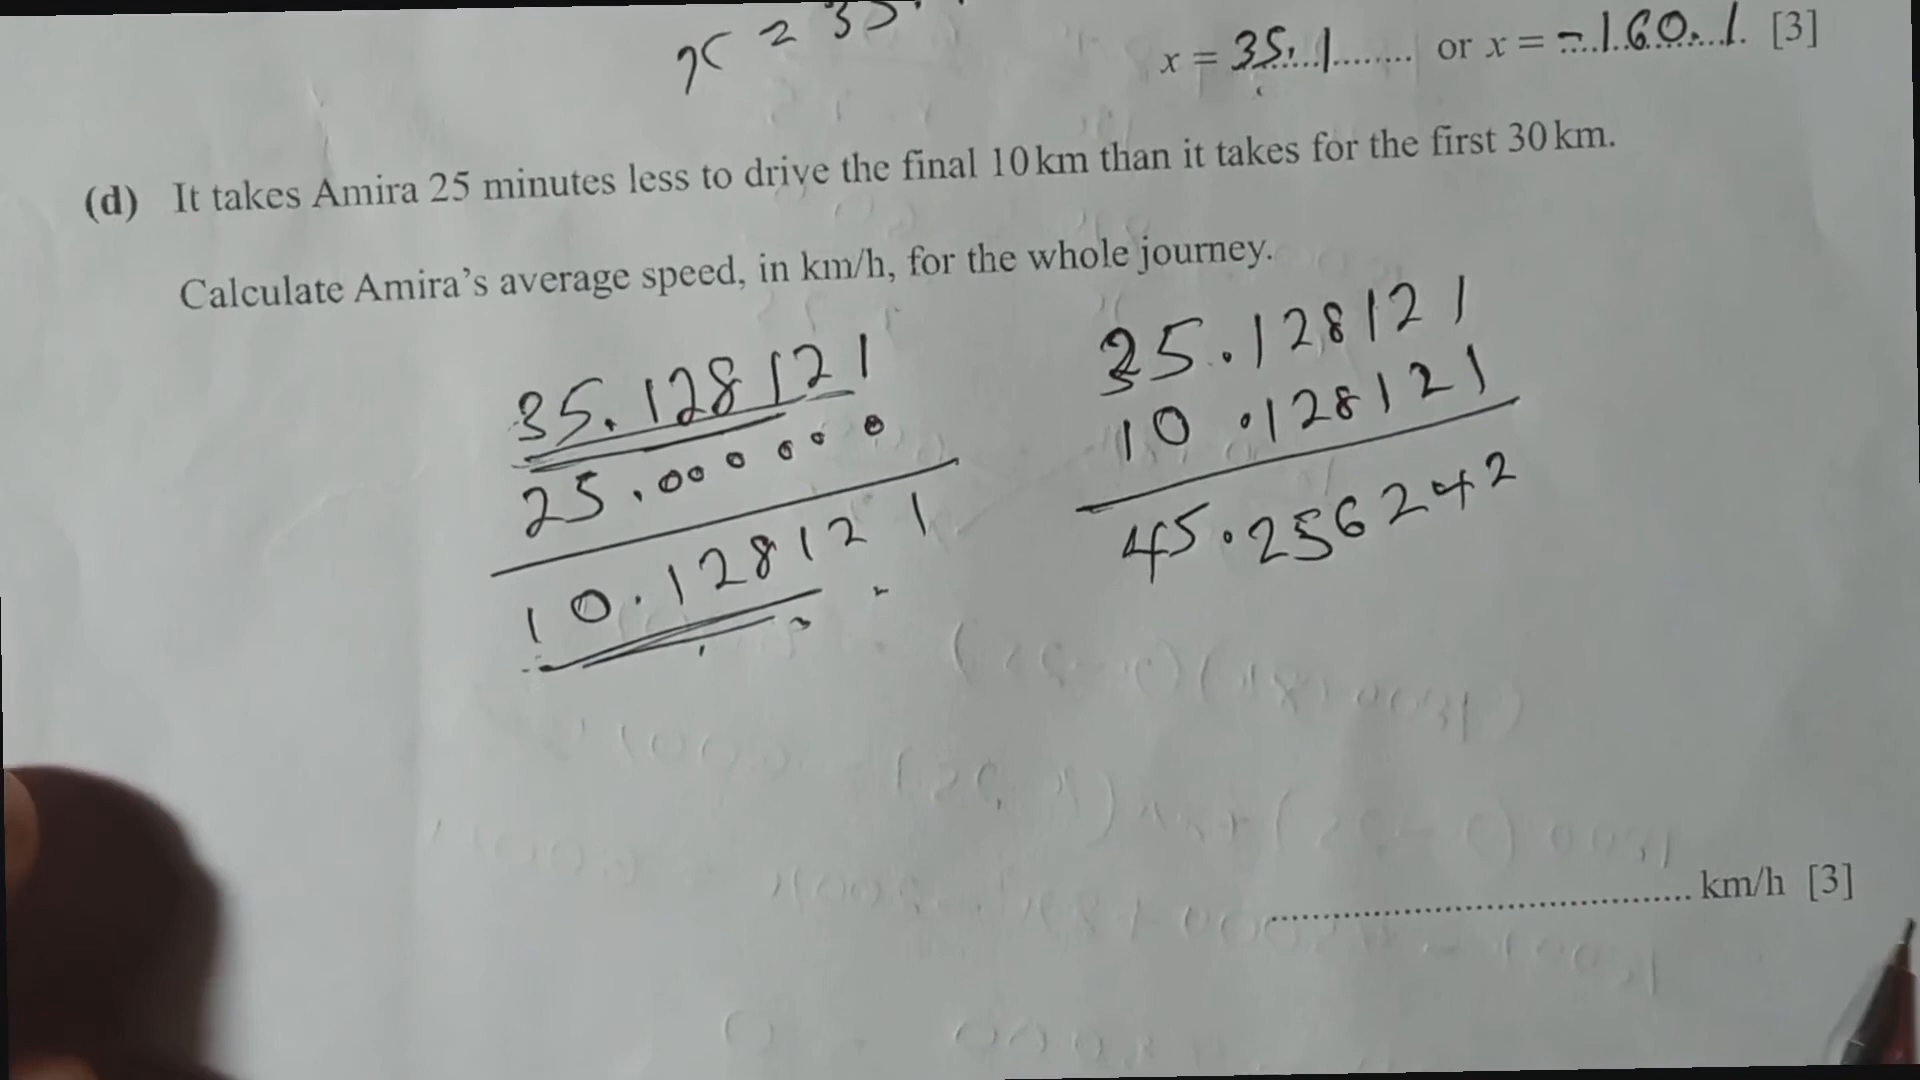 x = 35.
x = 35.1 or x = -160.1 [3]
(d) It takes Amira 25 minutes less to drive the final 10 km than it takes for the first 30 km.
Calculate Amira's average speed, in km/h, for the whole journey.
35.128121
25.000000
10.128121
35.128121
10.128121
45.256242
km/h [3]